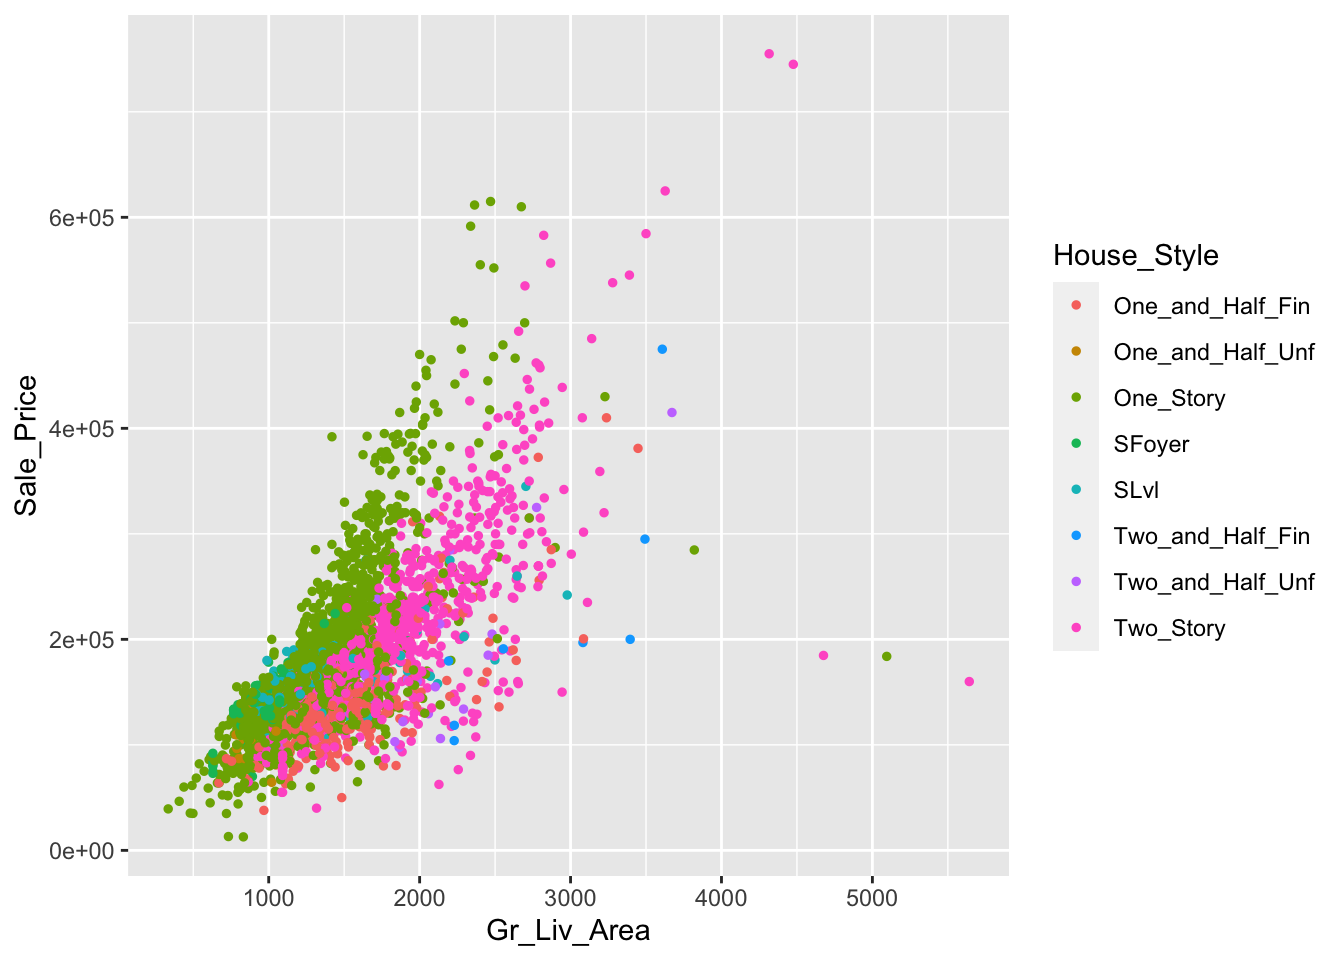 Sale_Price
6e+05
4e+05
2e+05
0e+00
1000 2000 3000 4000 5000
Gr_Liv_Area
House_Style
One_and_Half_Fin
One_and_Half_Unf
One_Story
SFoyer
SLvl
Two_and_Half_Fin
Two_and_Half_Unf
Two_Story